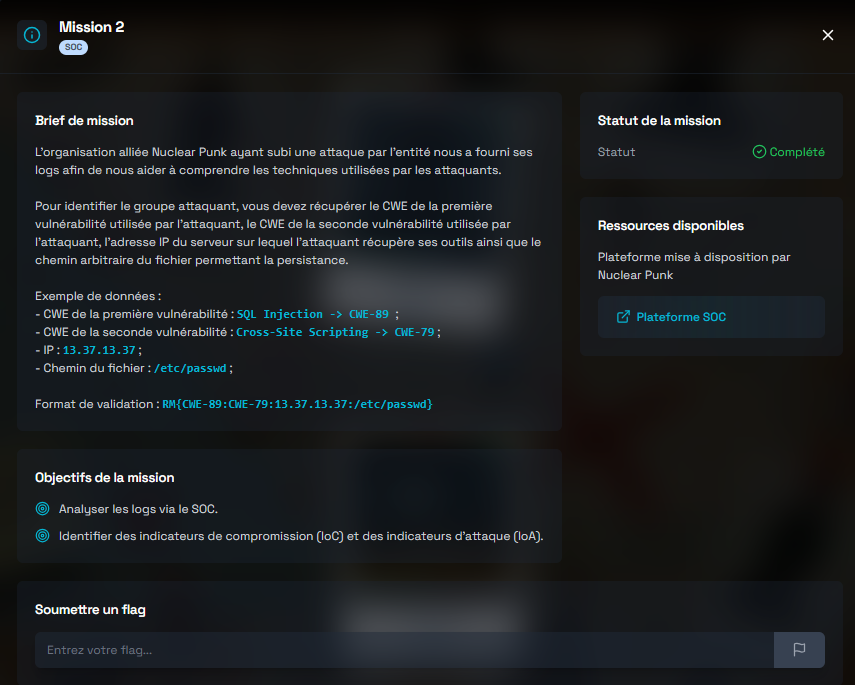 Mission 2
SOC
Brief de mission
L'organisation alliée Nuclear Punk ayant subi une attaque par l'entité nous a fourni ses
logs afin de nous aider à comprendre les techniques utilisées par les attaquants.
Pour identifier le groupe attaquant, vous devez récupérer le CWE de la première
vulnérabilité utilisée par l'attaquant, le CWE de la seconde vulnérabilité utilisée par
l'attaquant, l'adresse IP du serveur sur lequel l'attaquant récupère ses outils ainsi que le
chemin arbitraire du fichier permettant la persistance.
Exemple de données :
- CWE de la première vulnérabilité : SQL Injection -> CWE-89 ;
- CWE de la seconde vulnérabilité : Cross-Site Scripting -> CWE-79 ;
- IP : 13.37.13.37 ;
- Chemin du fichier : /etc/passwd ;
Format de validation : RM{CWE-89:CWE-79:13.37.13.37:/etc/passwd}
Objectifs de la mission
Analyser les logs via le SOC.
Identifier des indicateurs de compromission (IoC) et des indicateurs d'attaque (IoA).
Statut de la mission
Statut Complété
Ressources disponibles
Plateforme mise à disposition par
Nuclear Punk
Plateforme SOC
Soumettre un flag
Entrez votre flag...